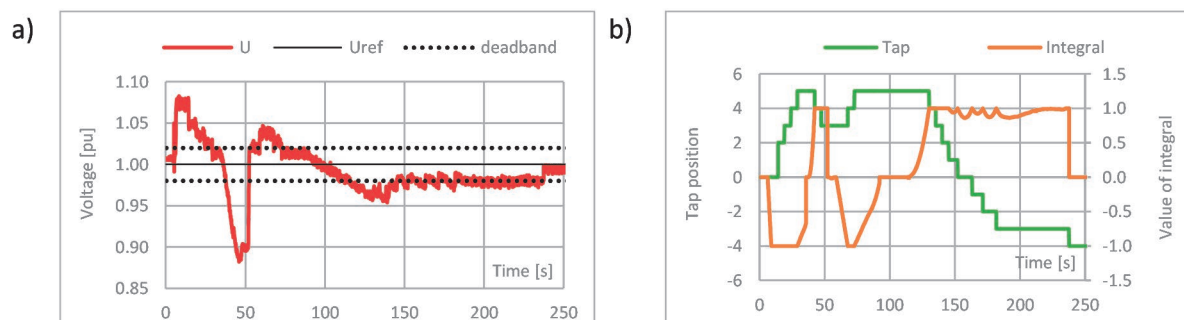 a)
U Uref deadband
1.10
1.05
1.00
0.95
0.90
0.85
Voltage [pu]
Time [s]
0 50 100 150 200 250
b)
Tap Integral
6 1.5
4 1.0
2 0.5
0 0.0
-2 -0.5
-4 -1.0
-6 -1.5
Tap position
Value of integral
Time [s]
0 50 100 150 200 250